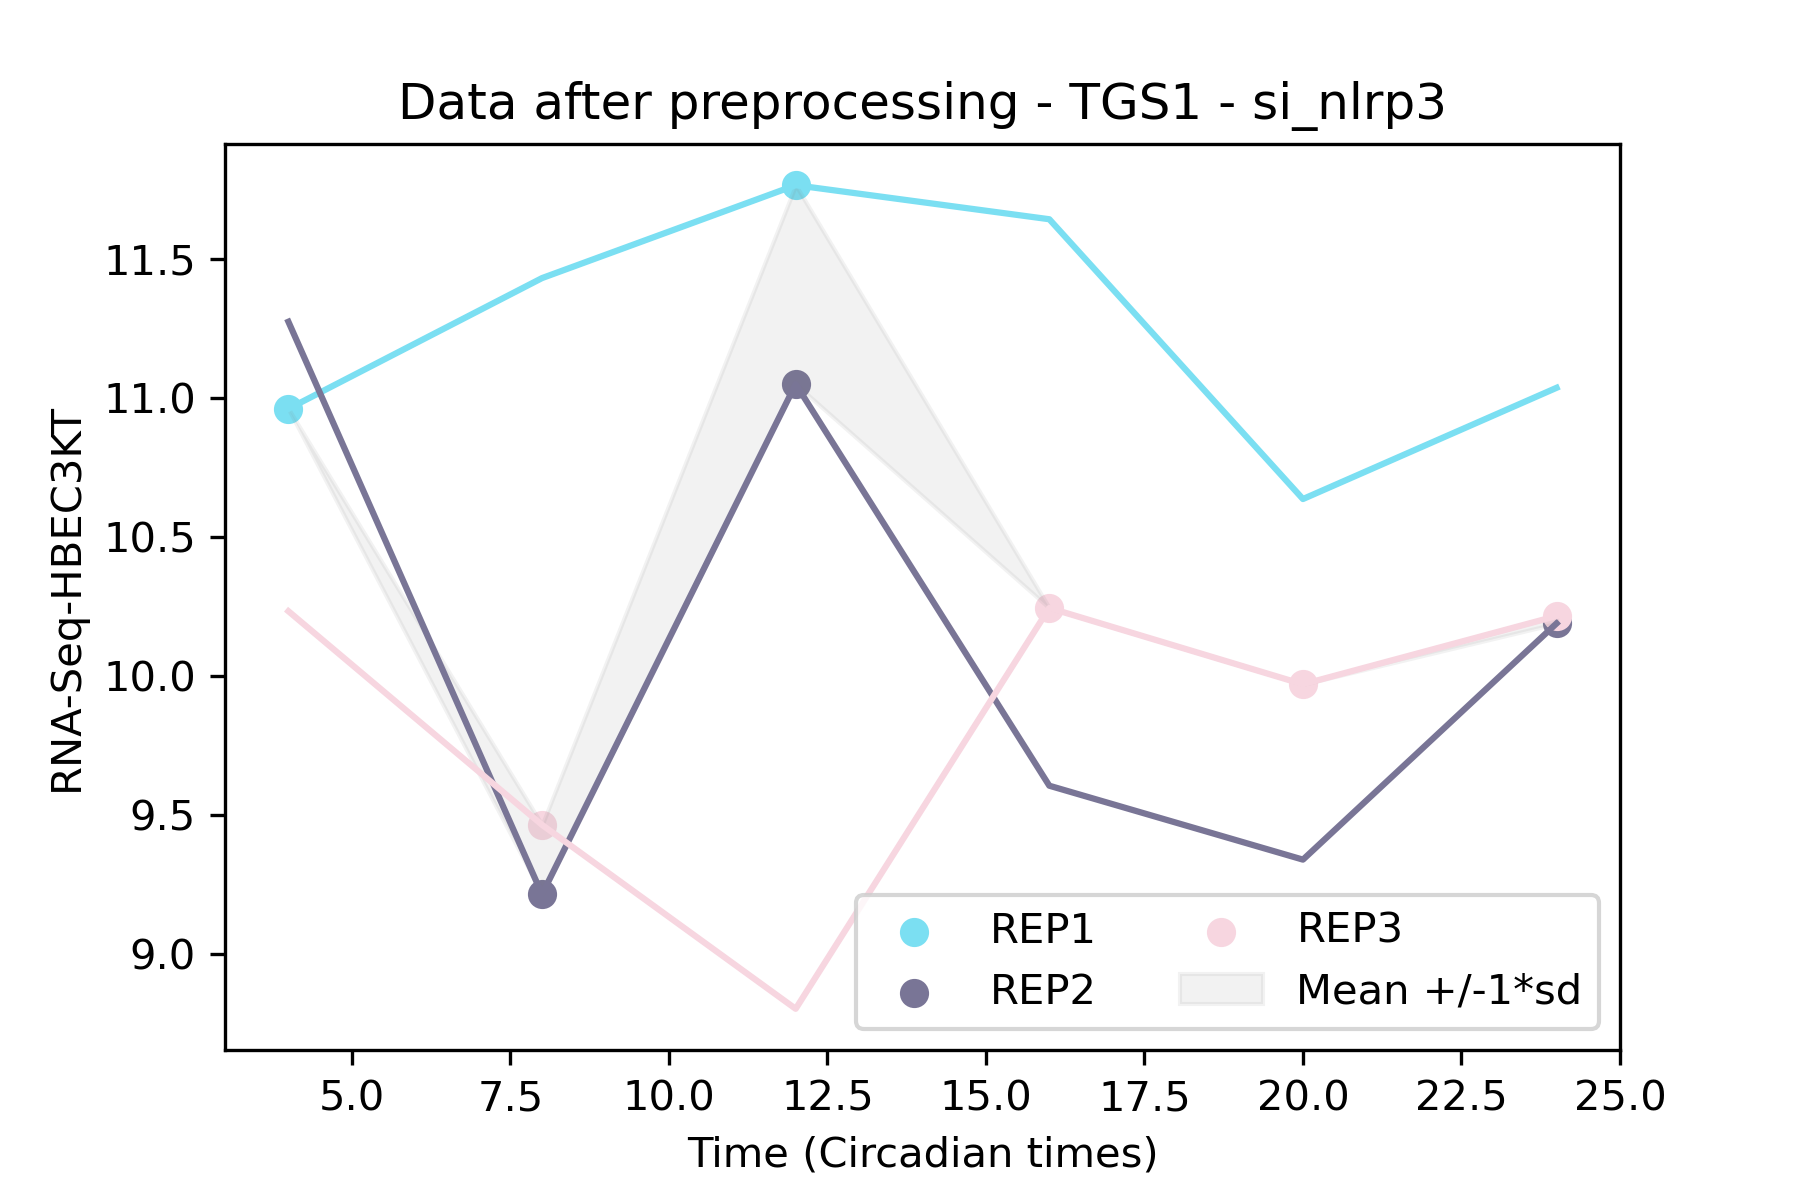 Data after preprocessing - TGS1 - si_nlrp3
RNA-Seq-HBEC3KT
11.5
11.0
10.5
10.0
9.5
9.0
REP1
REP2
REP3
Mean +/-1*sd
5.0 7.5 10.0 12.5 15.0 17.5 20.0 22.5 25.0
Time (Circadian times)